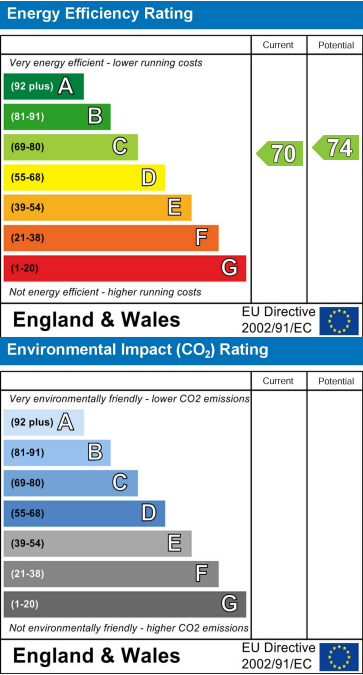 Energy Efficiency Rating
Current Potential
Very energy efficient - lower running costs
(92 plus) A
(81-91) B
(69-80) C
70 74
(55-68) D
(39-54) E
(21-38) F
(1-20) G
Not energy efficient - higher running costs
England & Wales
EU Directive
2002/91/EC
Environmental Impact (CO₂) Rating
Current Potential
Very environmentally friendly - lower CO2 emissions
(92 plus) A
(81-91) B
(69-80) C
(55-68) D
(39-54) E
(21-38) F
(1-20) G
Not environmentally friendly - higher CO2 emissions
England & Wales
EU Directive
2002/91/EC